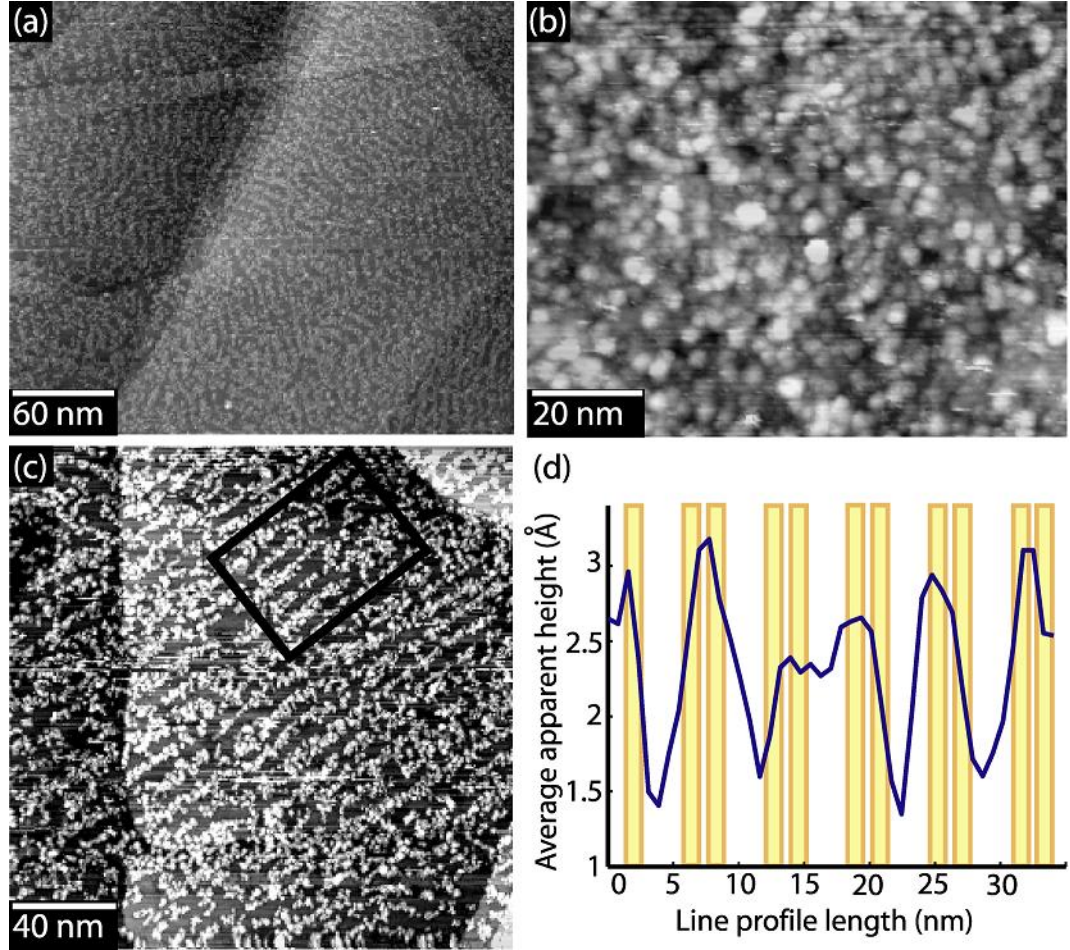 (a)
60 nm
(b)
20 nm
(c)
40 nm
(d)
Average apparent height (Å)
3
2.5
2
1.5
1
0 5 10 15 20 25 30
Line profile length (nm)